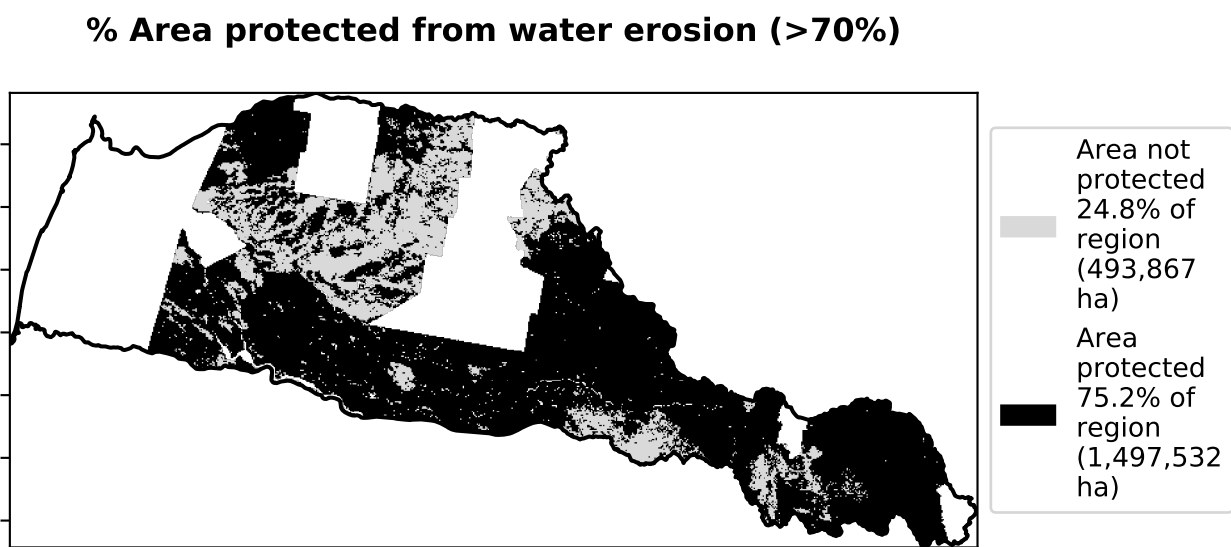 % Area protected from water erosion (>70%)
Area not
protected
24.8% of
region
(493,867
ha)
Area
protected
75.2% of
region
(1,497,532
ha)